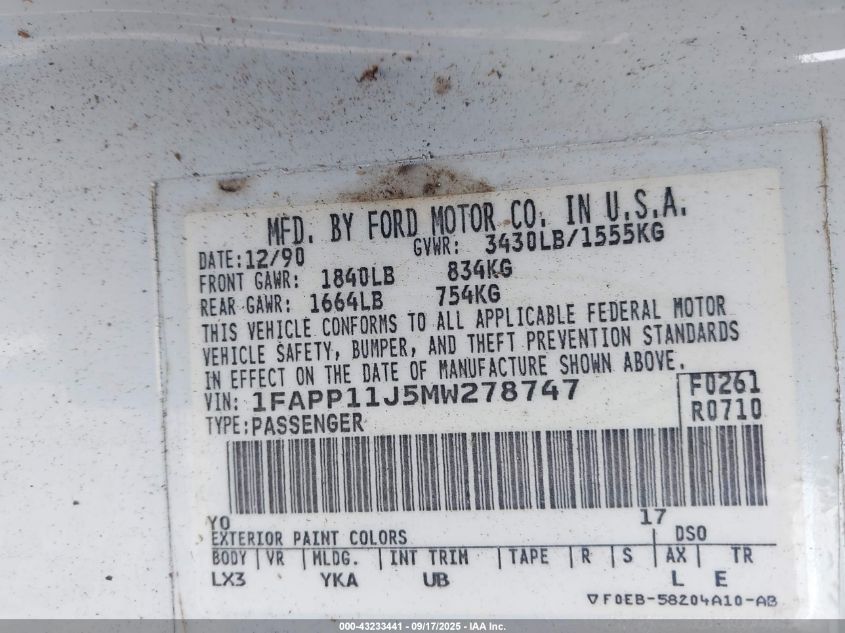 MFD. BY FORD MOTOR CO. IN U.S.A.
DATE: 12/90 GVWR: 3430LB/1555KG
FRONT GAWR: 1840LB 834KG
REAR GAWR: 1664LB 754KG
THIS VEHICLE CONFORMS TO ALL APPLICABLE FEDERAL MOTOR
VEHICLE SAFETY, BUMPER, AND THEFT PREVENTION STANDARDS
IN EFFECT ON THE DATE OF MANUFACTURE SHOWN ABOVE.
VIN: 1FAPP11J5MW278747 F0261
TYPE: PASSENGER R0710
YO 17
EXTERIOR PAINT COLORS DSO
BODY VR MLDG. INT TRIM TAPE R S AX TR
LX3 YKA UB L E
▽F0EB-58204A10-AB
000-43233441 - 09/17/2025 - IAA Inc.